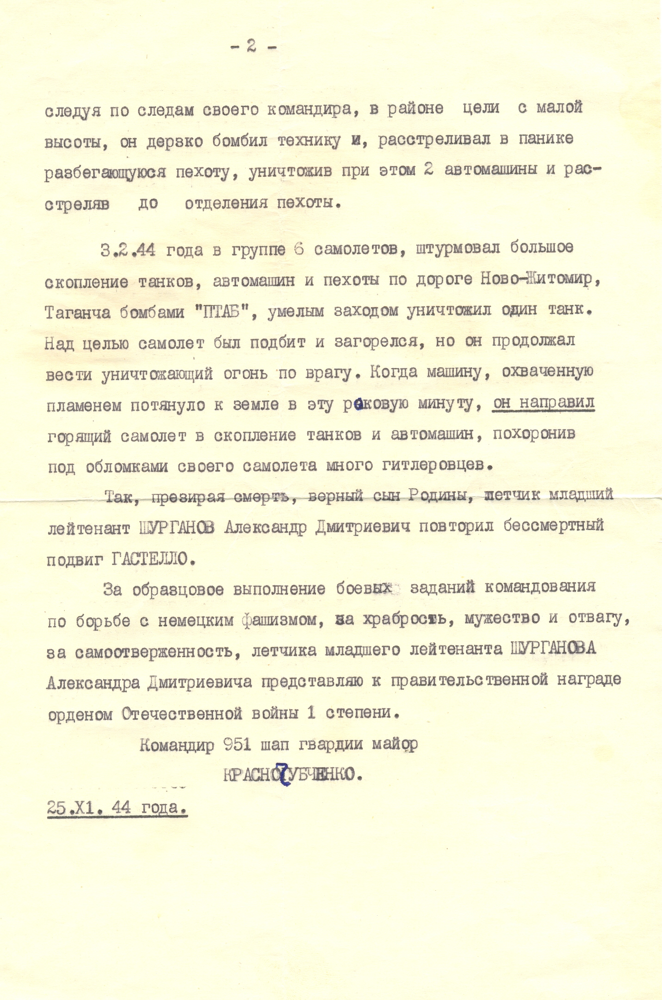 - 2 -
следуя по следам своего командира, в районе цели с малой
высоты, он дерзко бомбил технику и, расстреливал в панике
разбегающуюся пехоту, уничтожив при этом 2 автомашины и рас-
стреляв до отделения пехоты.
3.2.44 года в группе 6 самолетов, штурмовал большое
скопление танков, автомашин и пехоты по дороге Ново-Житомир,
Таганча бомбами "ПТАБ", умелым заходом уничтожил один танк.
Над целью самолет был подбит и загорелся, но он продолжал
вести уничтожающий огонь по врагу. Когда машину, охваченную
пламенем потянуло к земле в эту роковую минуту, он направил
горящий самолет в скопление танков и автомашин, похоронив
под обломками своего самолета много гитлеровцев.
Так, презирая смерть, верный сын Родины, летчик младший
лейтенант ШУРГАНОВ Александр Дмитриевич повторил бессмертный
подвиг ГАСТЕЛЛО.
За образцовое выполнение боевых заданий командования
по борьбе с немецким фашизмом, за храбрость, мужество и отвагу,
за самоотверженность, летчика младшего лейтенанта ШУРГАНОВА
Александра Дмитриевича представляю к правительственной награде
орденом Отечественной войны 1 степени.
Командир 951 шап гвардии майор
25.X1. 44 года.